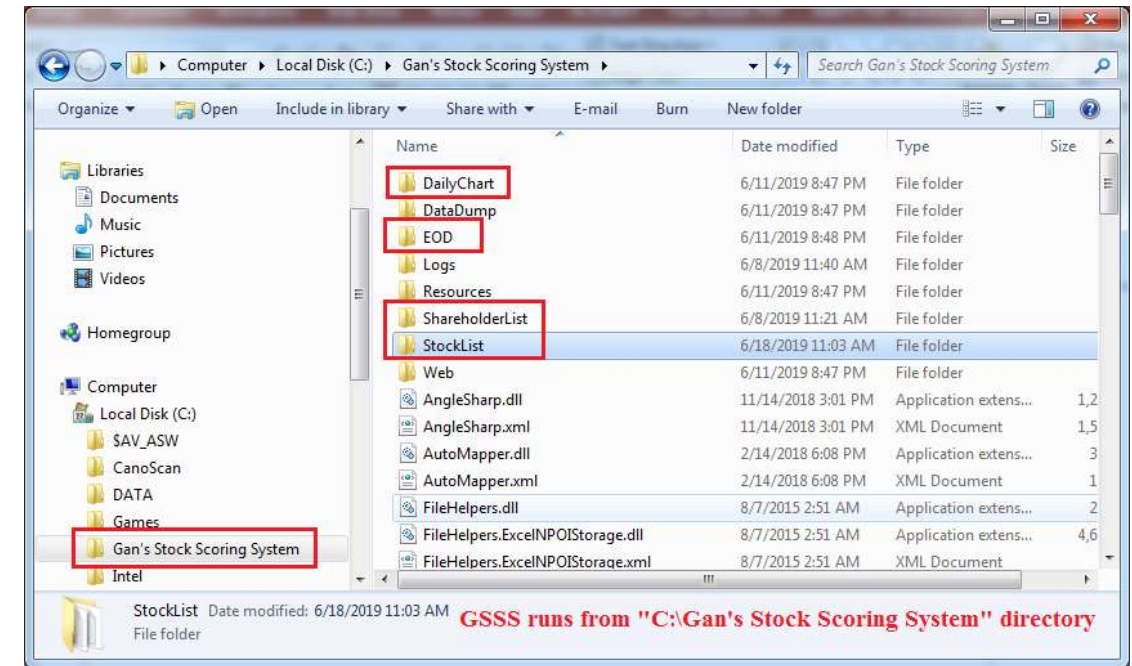 Computer ▸ Local Disk (C:) ▸ Gan's Stock Scoring System ▸ Search Gan's Stock Scoring System
Organize Open Include in library Share with E-mail Burn New folder
Name Date modified Type Size
Libraries
Documents
Music
Pictures
Videos
Homegroup
Computer
Local Disk (C:)
$AV_ASW
CanoScan
DATA
Games
Gan's Stock Scoring System
Intel
DailyChart 6/11/2019 8:47 PM File folder
DataDump 6/11/2019 8:47 PM File folder
EOD 6/11/2019 8:48 PM File folder
Logs 6/8/2019 11:40 AM File folder
Resources 6/11/2019 8:47 PM File folder
ShareholderList 6/8/2019 11:21 AM File folder
StockList 6/18/2019 11:03 AM File folder
Web 6/11/2019 8:47 PM File folder
AngleSharp.dll 11/14/2018 3:01 PM Application extens... 1,2
AngleSharp.xml 11/14/2018 3:01 PM XML Document 1,5
AutoMapper.dll 2/14/2018 6:08 PM Application extens... 3
AutoMapper.xml 2/14/2018 6:08 PM XML Document 1
FileHelpers.dll 8/7/2015 2:51 AM Application extens... 2
FileHelpers.ExcelNPOIStorage.dll 8/7/2015 2:51 AM Application extens... 4,6
FileHelpers.ExcelNPOIStorage.xml 8/7/2015 2:51 AM XML Document
StockList Date modified: 6/18/2019 11:03 AM
File folder
GSSS runs from "C:\Gan's Stock Scoring System" directory